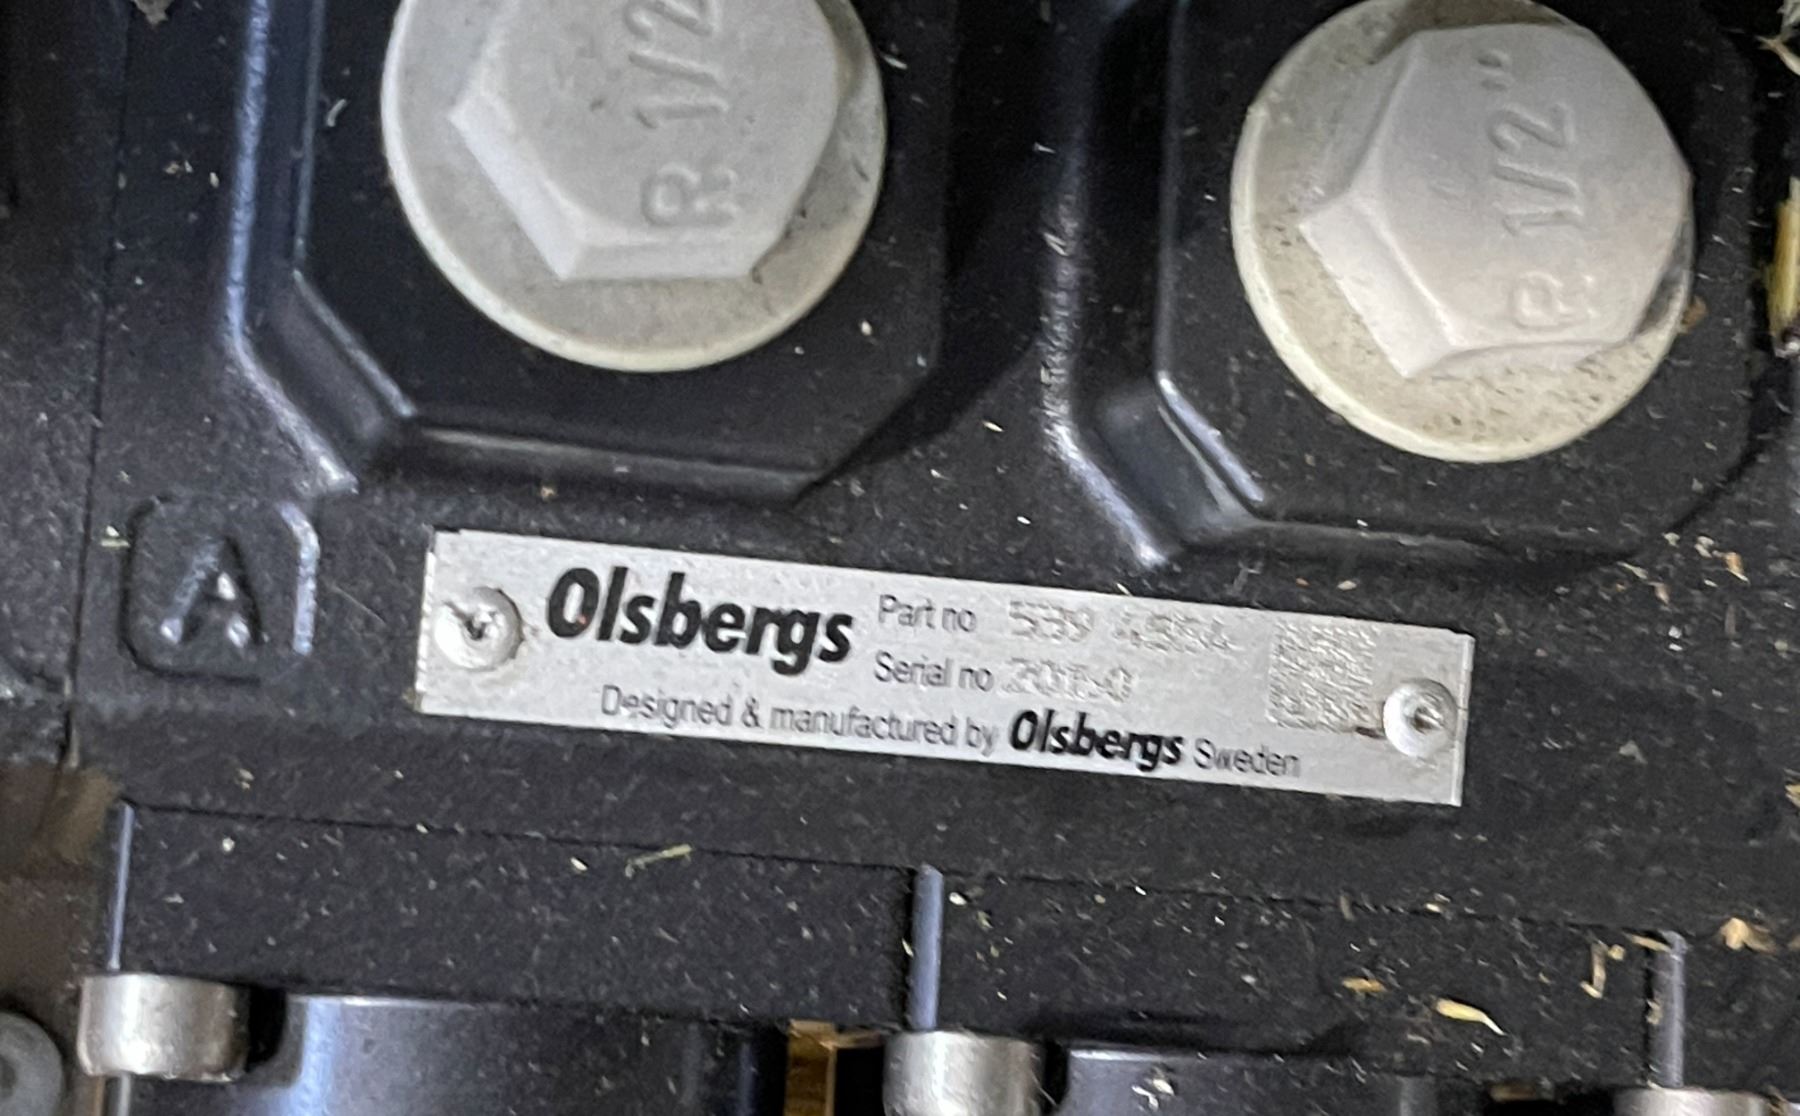 R 1/2
R 1/2"
A
Olsbergs
Part no
Serial no
Designed & manufactured by Olsbergs Sweden